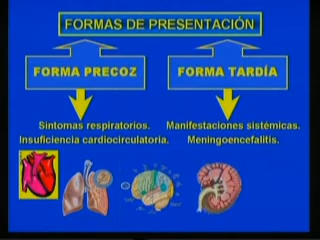 FORMAS DE PRESENTACIÓN
FORMA PRECOZ
FORMA TARDÍA
Síntomas respiratorios.
Insuficiencia cardiocirculatoria.
Manifestaciones sistémicas.
Meningoencefalitis.